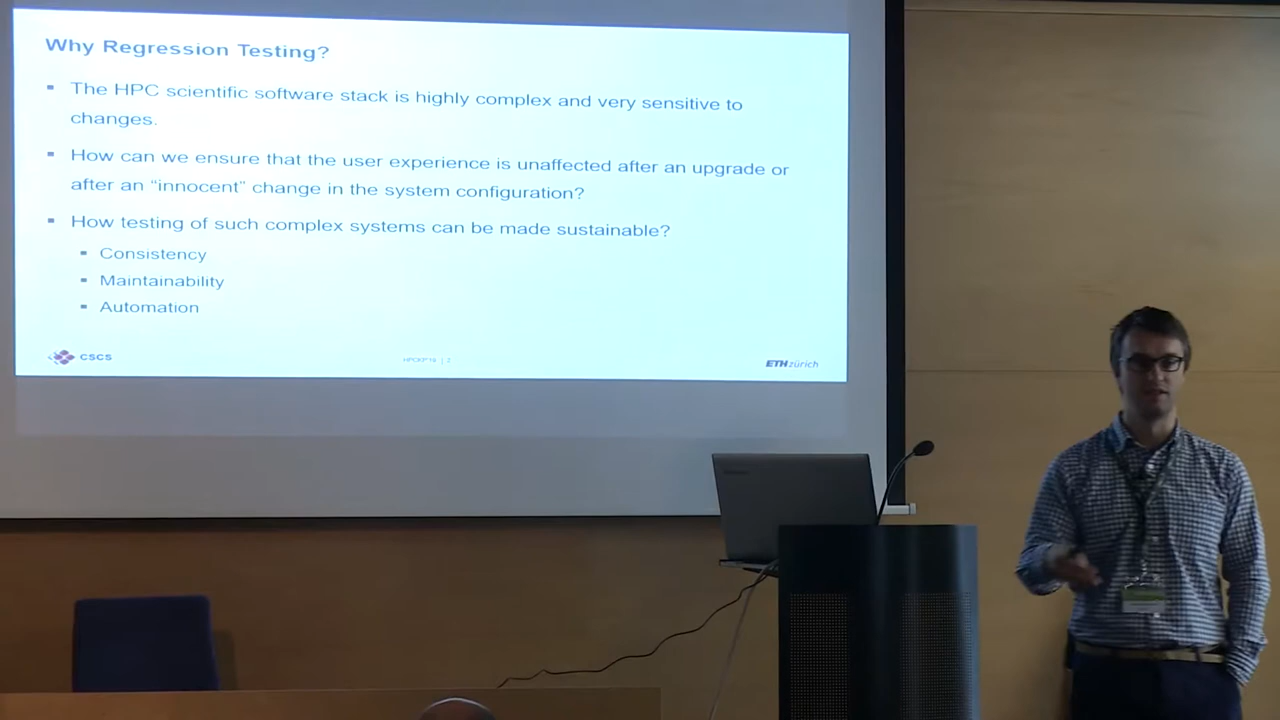 Why Regression Testing?
The HPC scientific software stack is highly complex and very sensitive to
changes.
How can we ensure that the user experience is unaffected after an upgrade or
after an “innocent” change in the system configuration?
How testing of such complex systems can be made sustainable?
Consistency
Maintainability
Automation
CSCS
ETH zürich